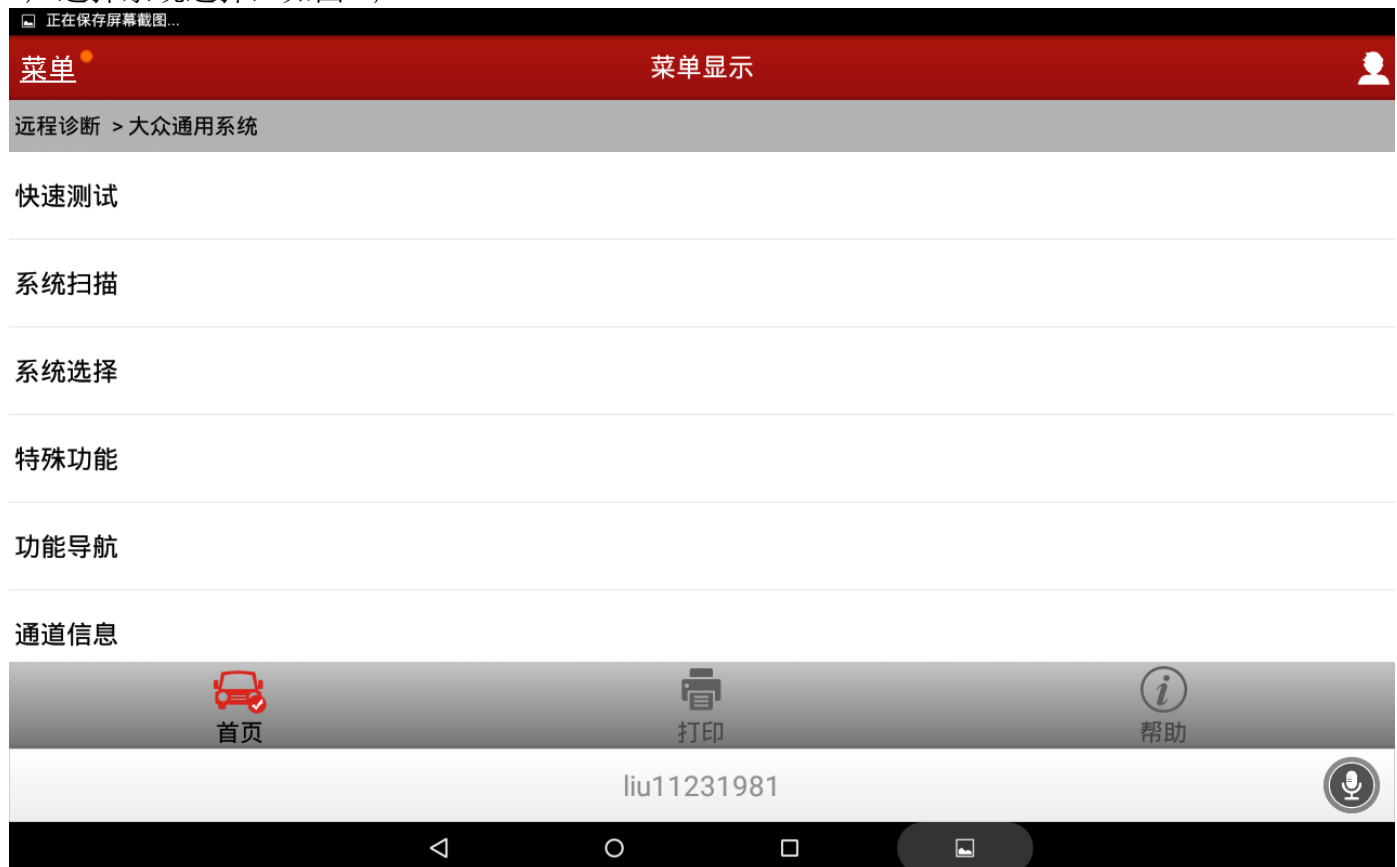 正在保存屏幕截图...
菜单
菜单显示
远程诊断 >大众通用系统
快速测试
系统扫描
系统选择
特殊功能
功能导航
通道信息
首页
打印
帮助
liu11231981